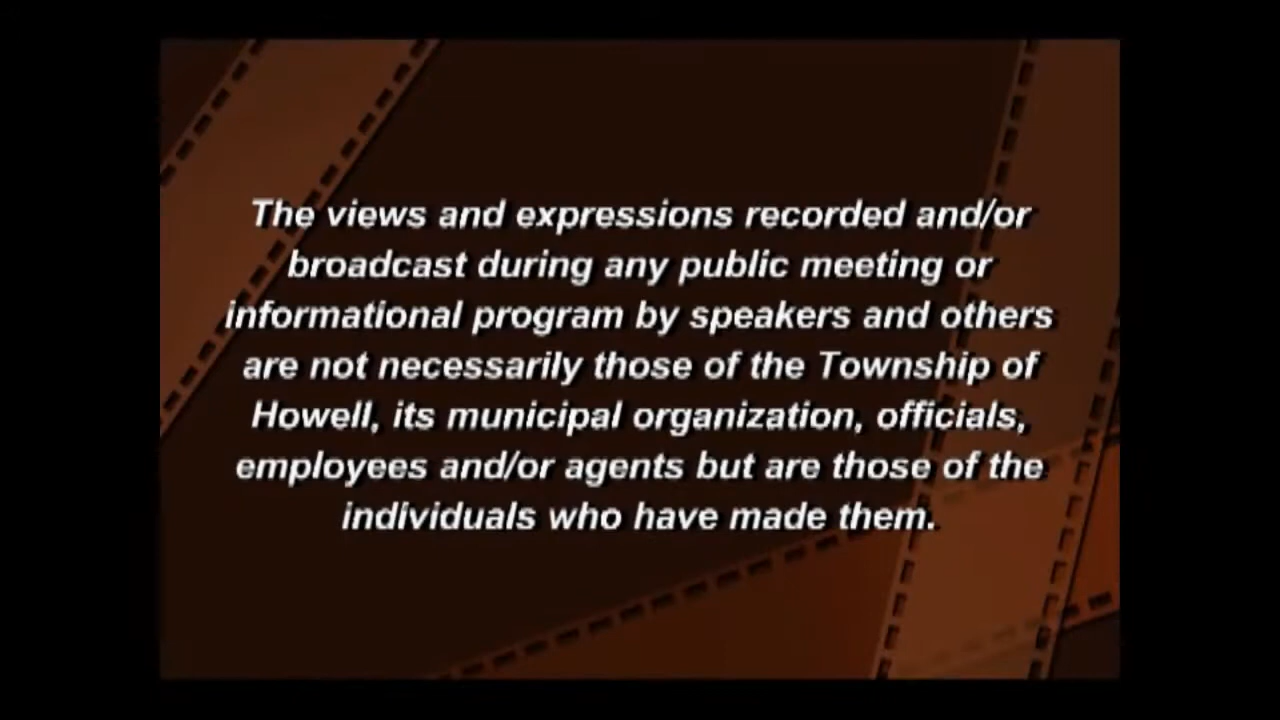 The views and expressions recorded and/or
broadcast during any public meeting or
informational program by speakers and others
are not necessarily those of the Township of
Howell, its municipal organization, officials,
employees and/or agents but are those of the
individuals who have made them.